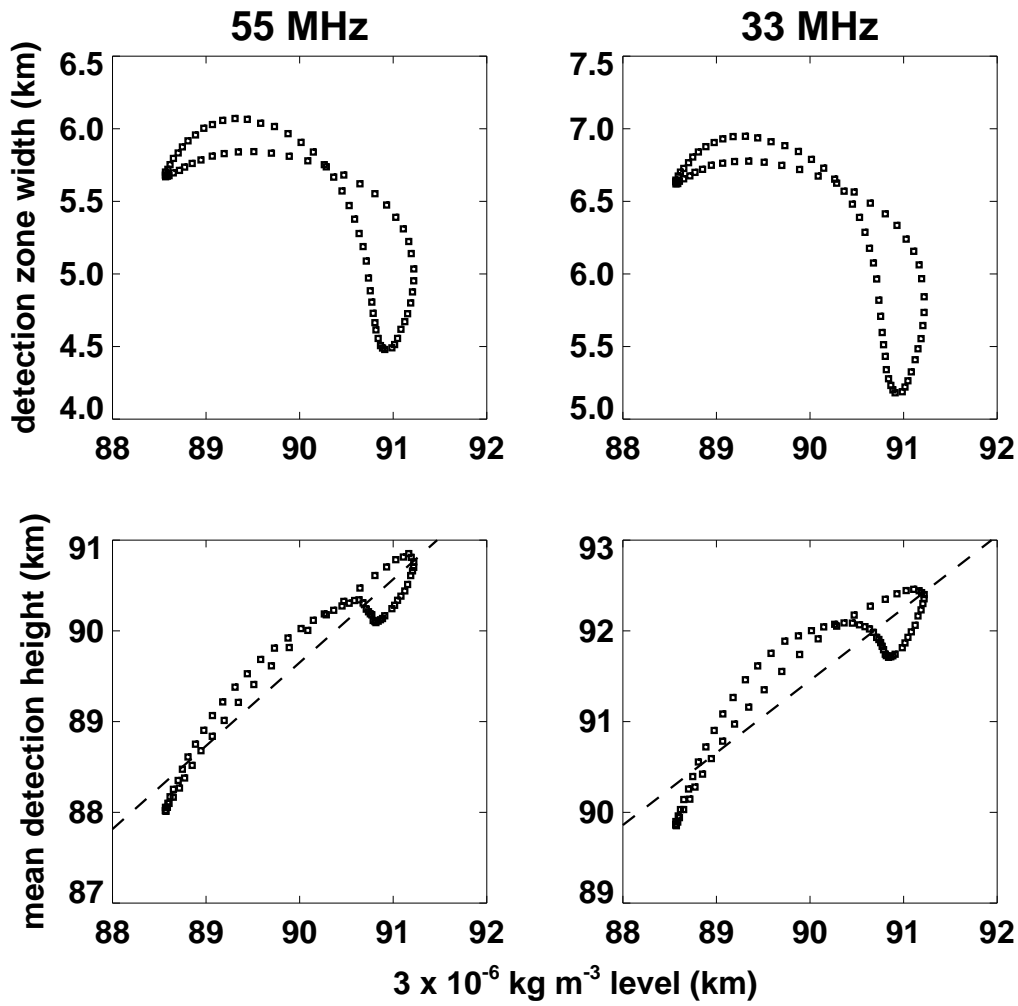 55 MHz 33 MHz
detection zone width (km)
6.5 7.5
6.0 7.0
5.5 6.5
5.0 6.0
4.5 5.5
4.0 5.0
88 89 90 91 92 88 89 90 91 92
mean detection height (km)
91 93
90 92
89 91
88 90
87 89
88 89 90 91 92 88 89 90 91 92
3 x 10⁻⁶ kg m⁻³ level (km)